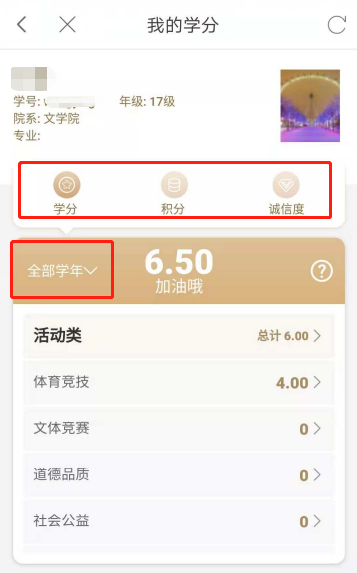 我的学分
学号: 年级: 17级
院系: 文学院
专业:
学分 积分 诚信度
全部学年 6.50 ?
加油哦
活动类 总计 6.00
体育竞技 4.00
文体竞赛 0
道德品质 0
社会公益 0